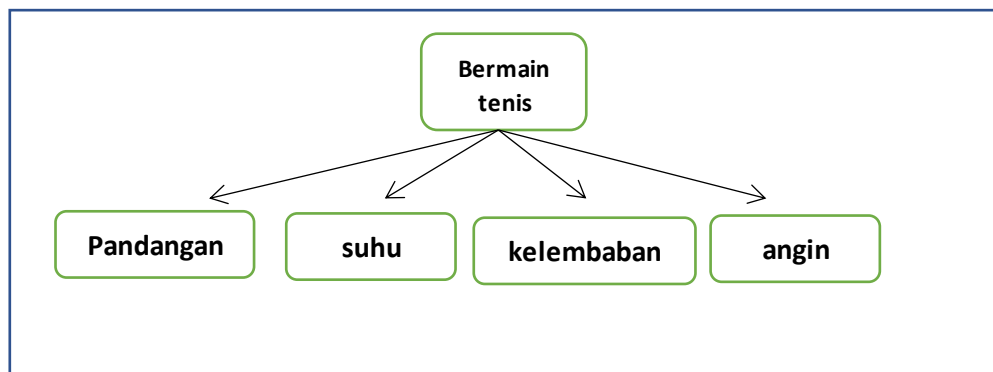 Bermain
tenis
Pandangan
suhu
kelembaban
angin